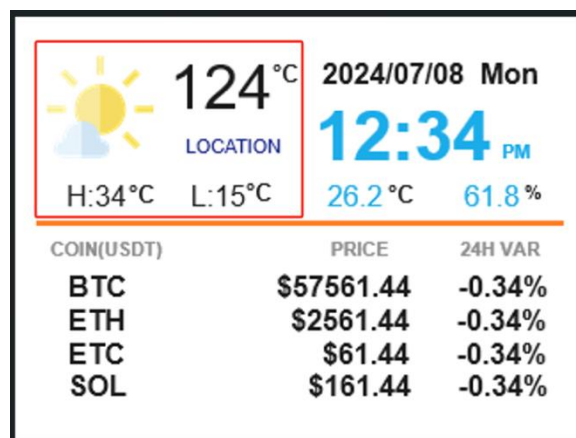 124°C
LOCATION
H:34°C L:15°C
2024/07/08 Mon
12:34 PM
26.2°C 61.8%
COIN(USDT) PRICE 24H VAR
BTC $57561.44 -0.34%
ETH $2561.44 -0.34%
ETC $61.44 -0.34%
SOL $161.44 -0.34%